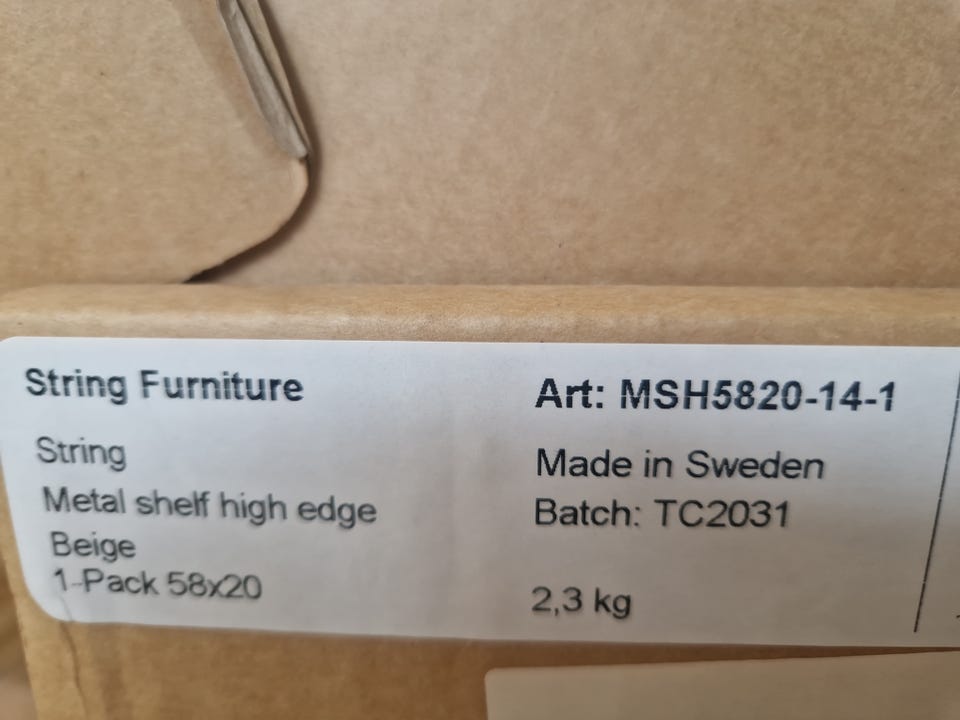 String Furniture
String
Metal shelf high edge
Beige
1-Pack 58x20
Art: MSH5820-14-1
Made in Sweden
Batch: TC2031
2,3 kg